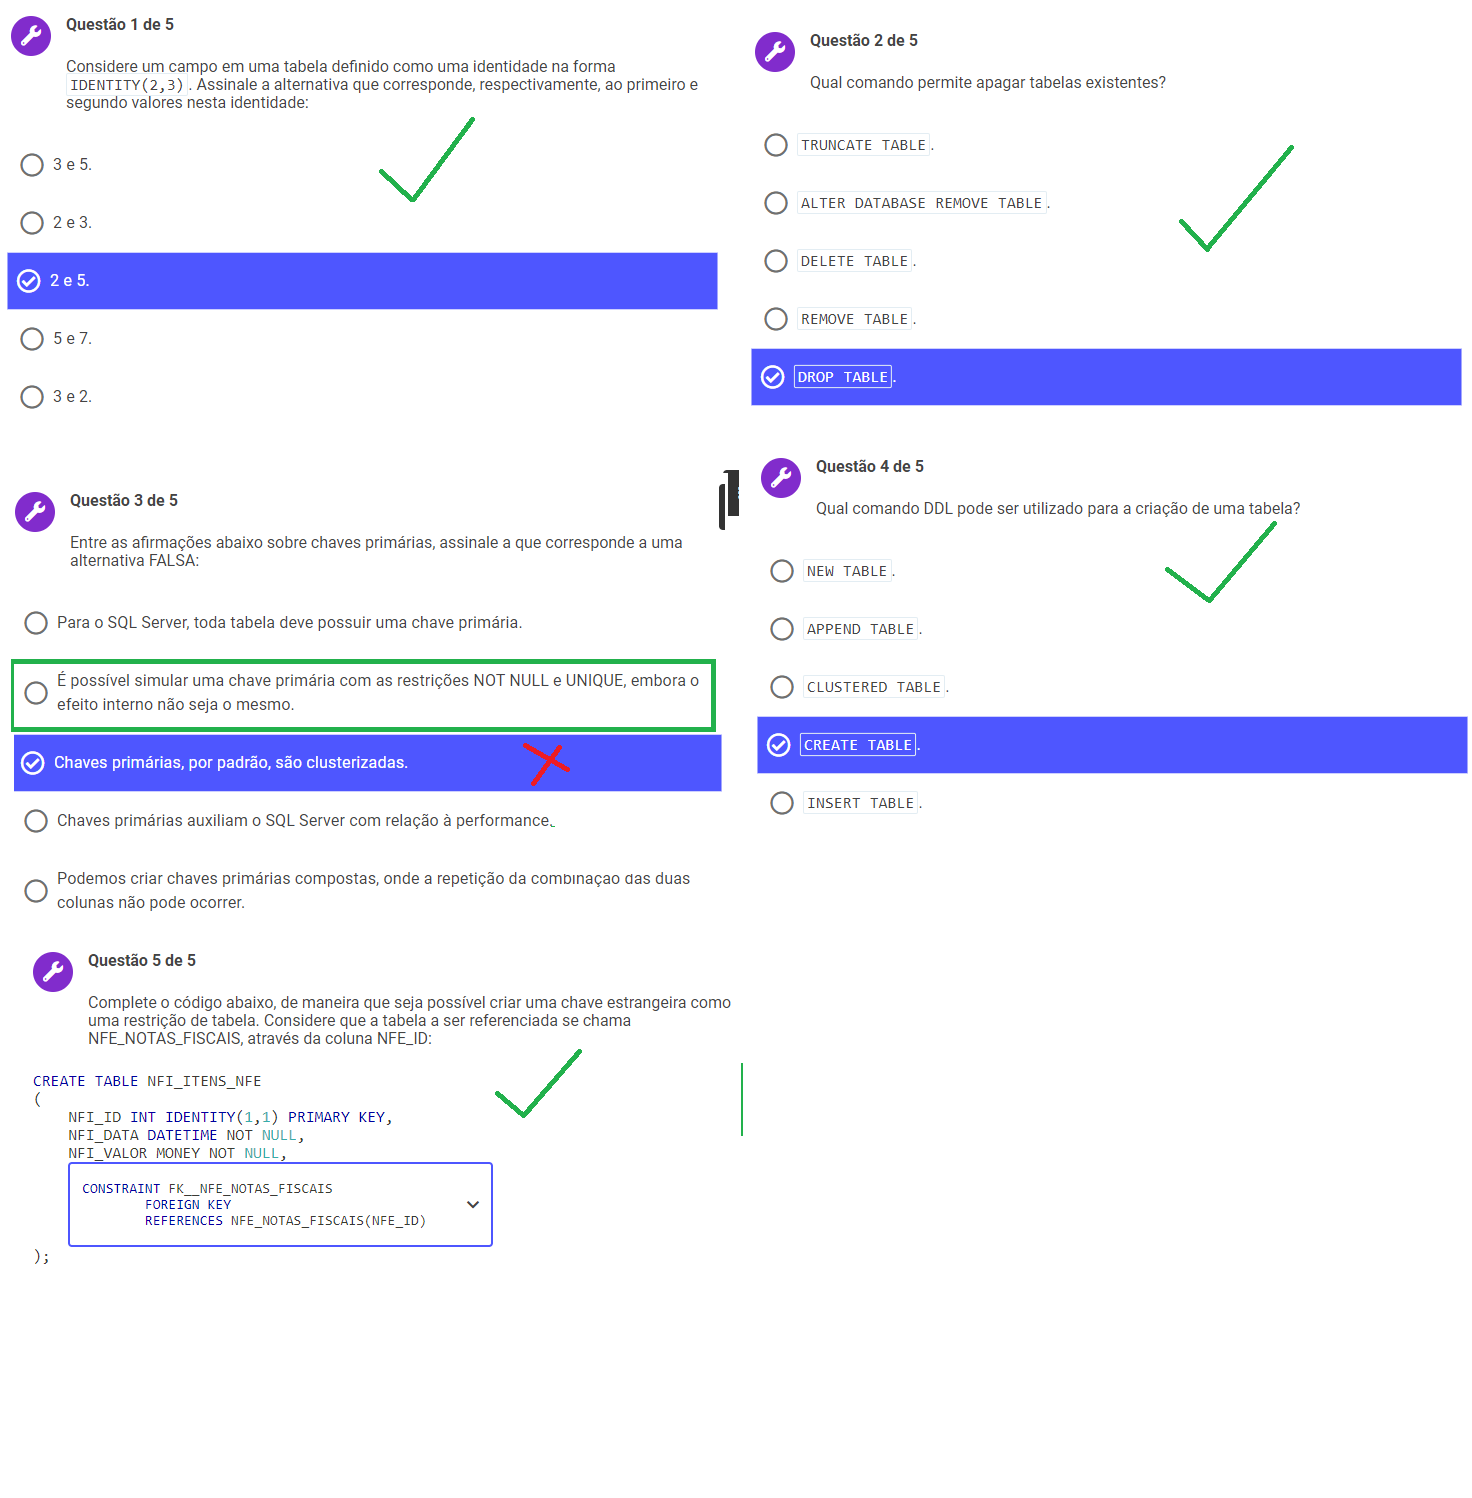 Questão 1 de 5
Considere um campo em uma tabela definido como uma identidade na forma
IDENTITY(2,3). Assinale a alternativa que corresponde, respectivamente, ao primeiro e
segundo valores nesta identidade:
3 e 5.
2 e 3.
2 e 5.
5 e 7.
3 e 2.
Questão 2 de 5
Qual comando permite apagar tabelas existentes?
TRUNCATE TABLE.
ALTER DATABASE REMOVE TABLE.
DELETE TABLE.
REMOVE TABLE.
DROP TABLE.
Questão 3 de 5
Entre as afirmações abaixo sobre chaves primárias, assinale a que corresponde a uma
alternativa FALSA:
Para o SQL Server, toda tabela deve possuir uma chave primária.
É possível simular uma chave primária com as restrições NOT NULL e UNIQUE, embora o
efeito interno não seja o mesmo.
Chaves primárias, por padrão, são clusterizadas.
Chaves primárias auxiliam o SQL Server com relação à performance.
Podemos criar chaves primárias compostas, onde a repetição da combinação das duas
colunas não pode ocorrer.
Questão 4 de 5
Qual comando DDL pode ser utilizado para a criação de uma tabela?
NEW TABLE.
APPEND TABLE.
CLUSTERED TABLE.
CREATE TABLE.
INSERT TABLE.
Questão 5 de 5
Complete o código abaixo, de maneira que seja possível criar uma chave estrangeira como
uma restrição de tabela. Considere que a tabela a ser referenciada se chama
NFE_NOTAS_FISCAIS, através da coluna NFE_ID:
CREATE TABLE NFI_ITENS_NFE
(
NFI_ID INT IDENTITY(1,1) PRIMARY KEY,
NFI_DATA DATETIME NOT NULL,
NFI_VALOR MONEY NOT NULL,
CONSTRAINT FK__NFE_NOTAS_FISCAIS
FOREIGN KEY
REFERENCES NFE_NOTAS_FISCAIS(NFE_ID)
);